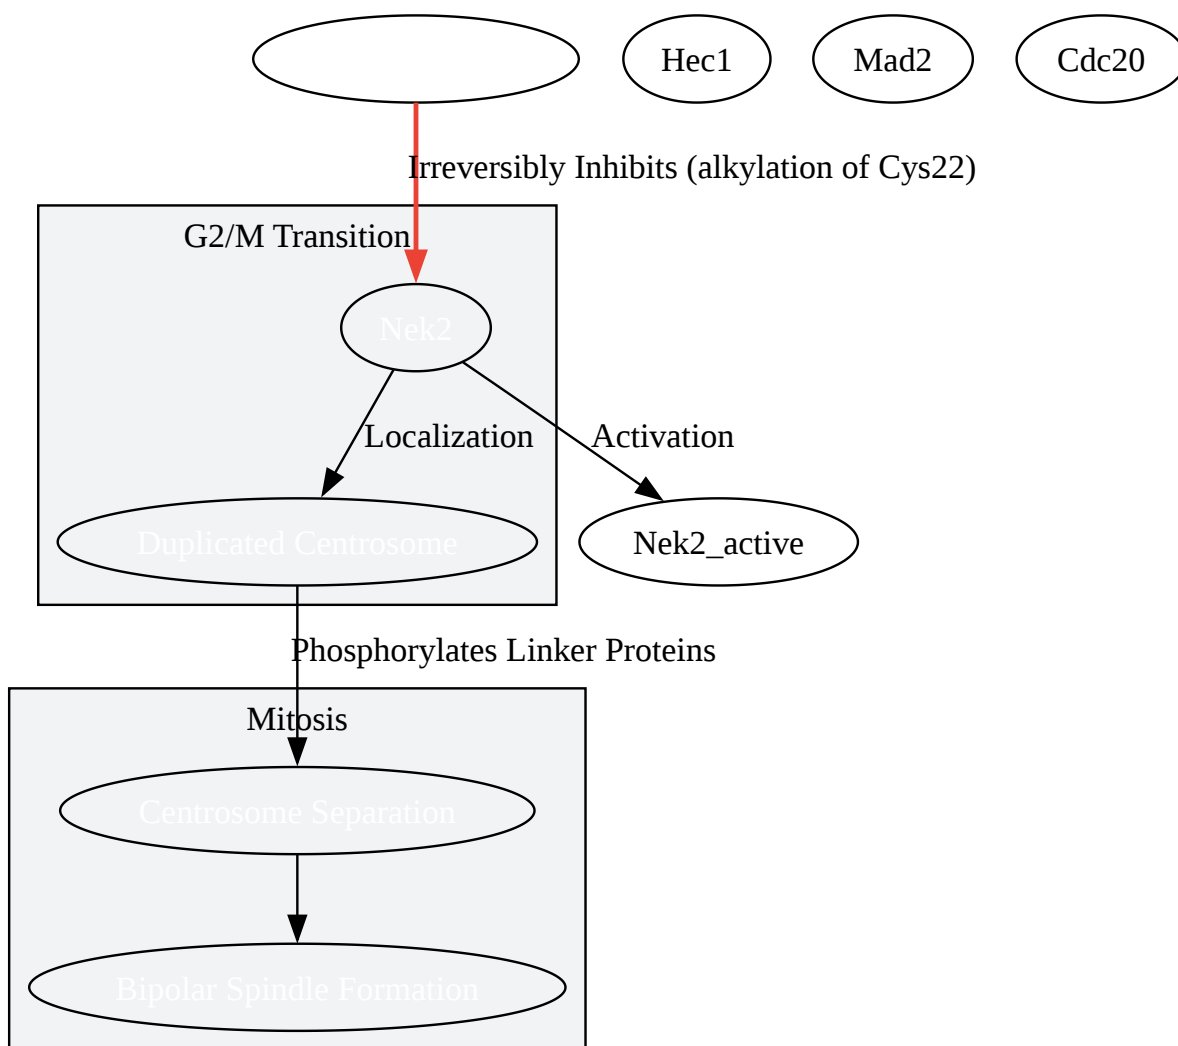 Hec1
Mad2
Cdc20
Irreversibly Inhibits (alkylation of Cys22)
G2/M Transition
Nek2
Localization
Activation
Duplicated Centrosome
Nek2_active
Phosphorylates Linker Proteins
Mitosis
Centrosome Separation
Bipolar Spindle Formation